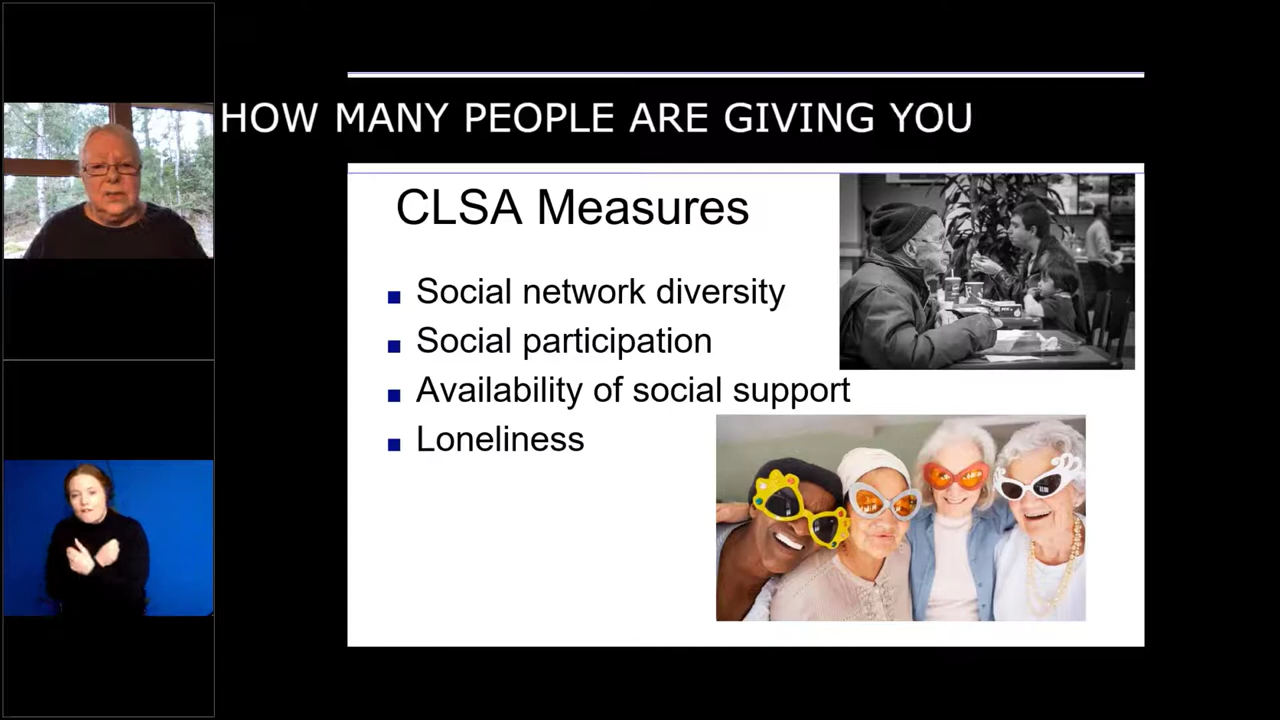 HOW MANY PEOPLE ARE GIVING YOU
CLSA Measures
Social network diversity
Social participation
Availability of social support
Loneliness